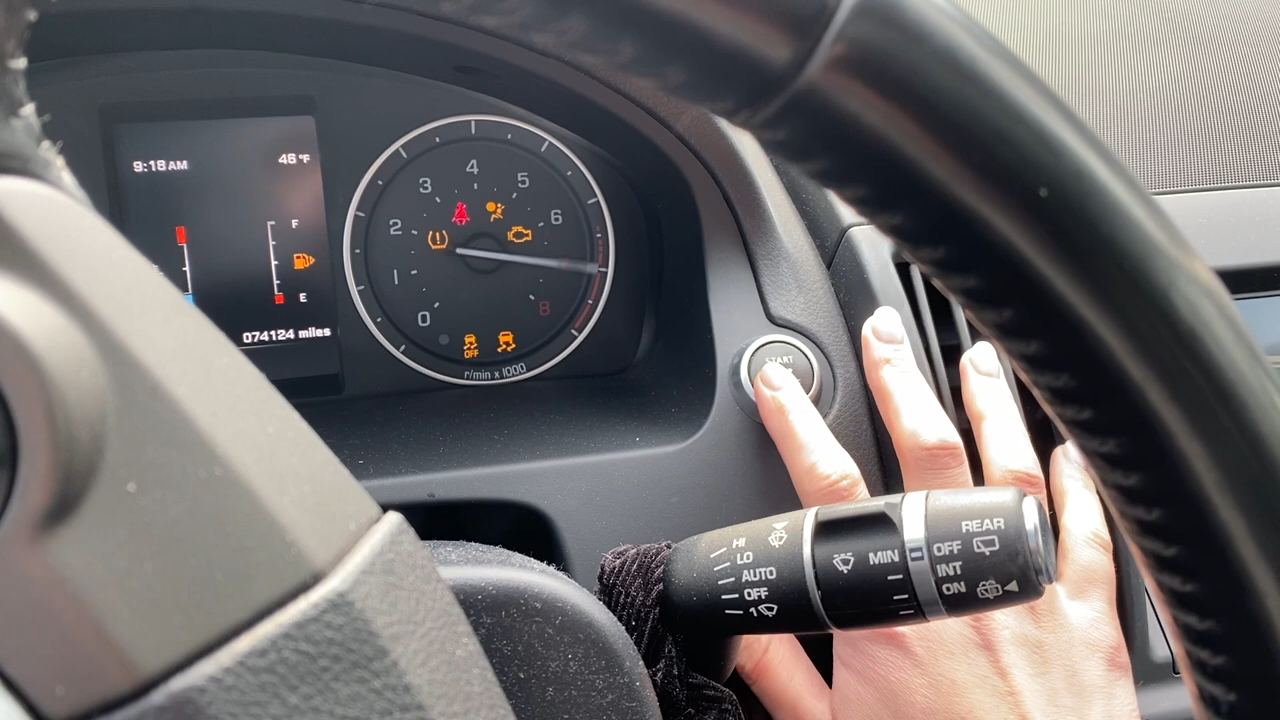 9:18 AM
46°F
F
E
074124 miles
0
1
2
3
4
5
6
8
OFF
r/min x 1000
START
HI
LO
AUTO
OFF
1
MIN
REAR
OFF
INT
ON